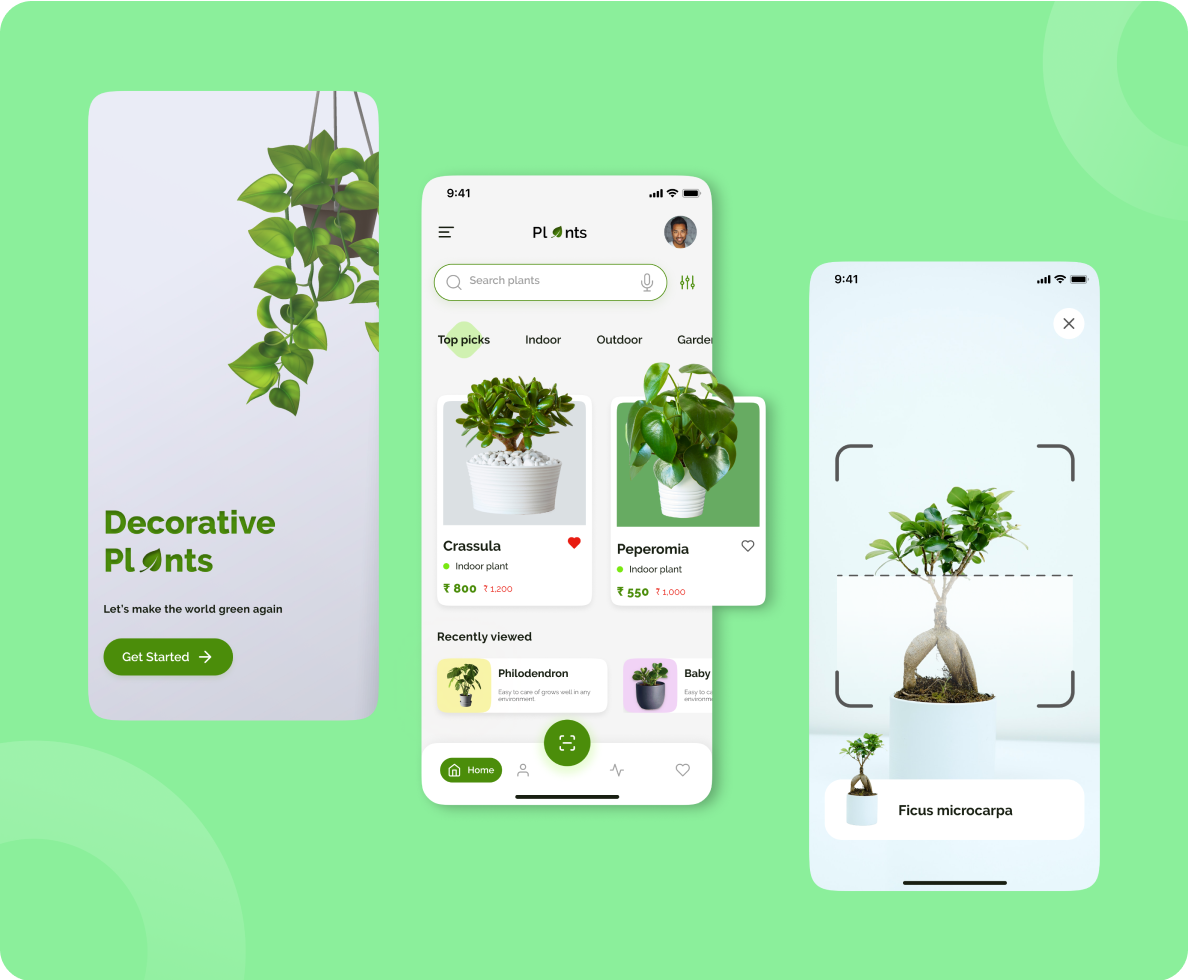 Decorative
Pl nts
Let's make the world green again
Get Started
9:41
Pl nts
Search plants
Top picks
Indoor
Outdoor
Garden
Crassula
Indoor plant
₹ 800 ₹ 1,200
Peperomia
Indoor plant
₹ 550 ₹ 1,000
Recently viewed
Philodendron
Easy to care of grows well in any
environment.
Baby
Easy to ca
environme
Home
9:41
Ficus microcarpa